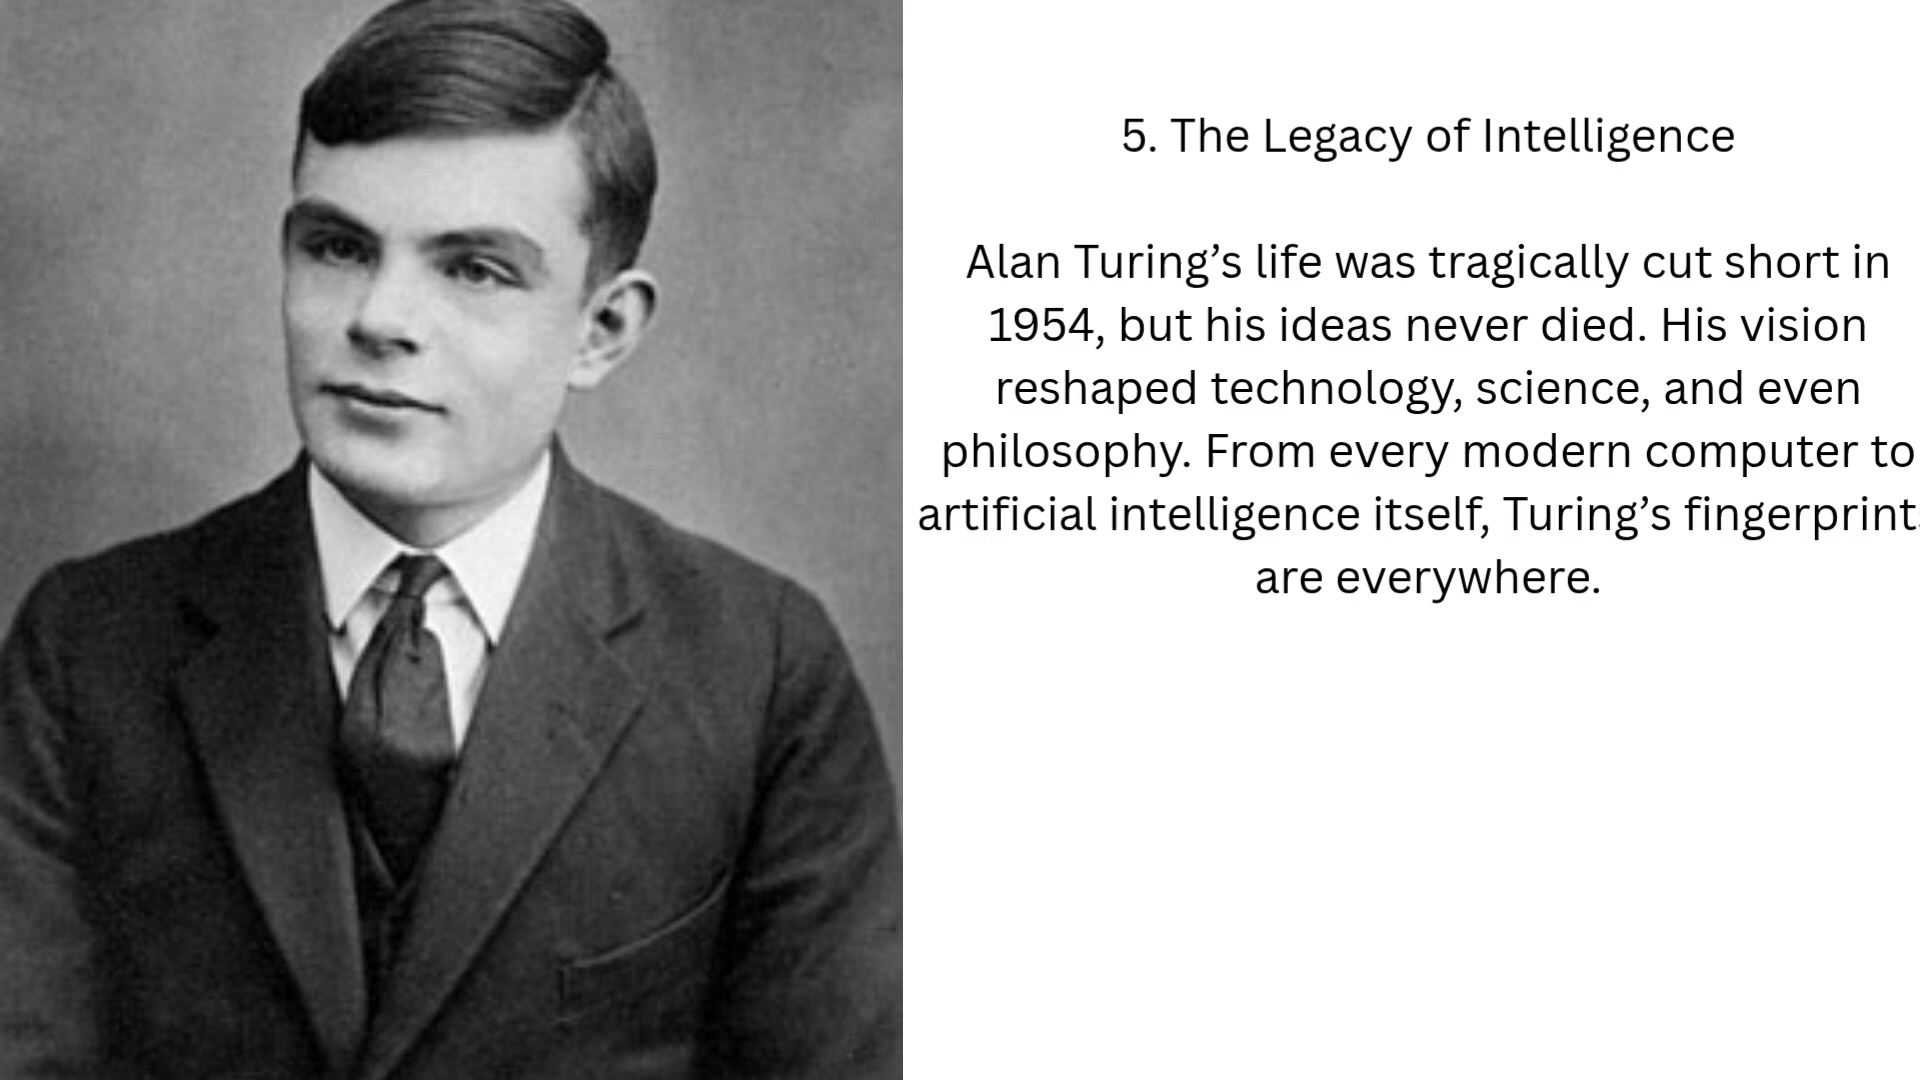 5. The Legacy of Intelligence
Alan Turing’s life was tragically cut short in
1954, but his ideas never died. His vision
reshaped technology, science, and even
philosophy. From every modern computer to
artificial intelligence itself, Turing’s fingerprints
are everywhere.